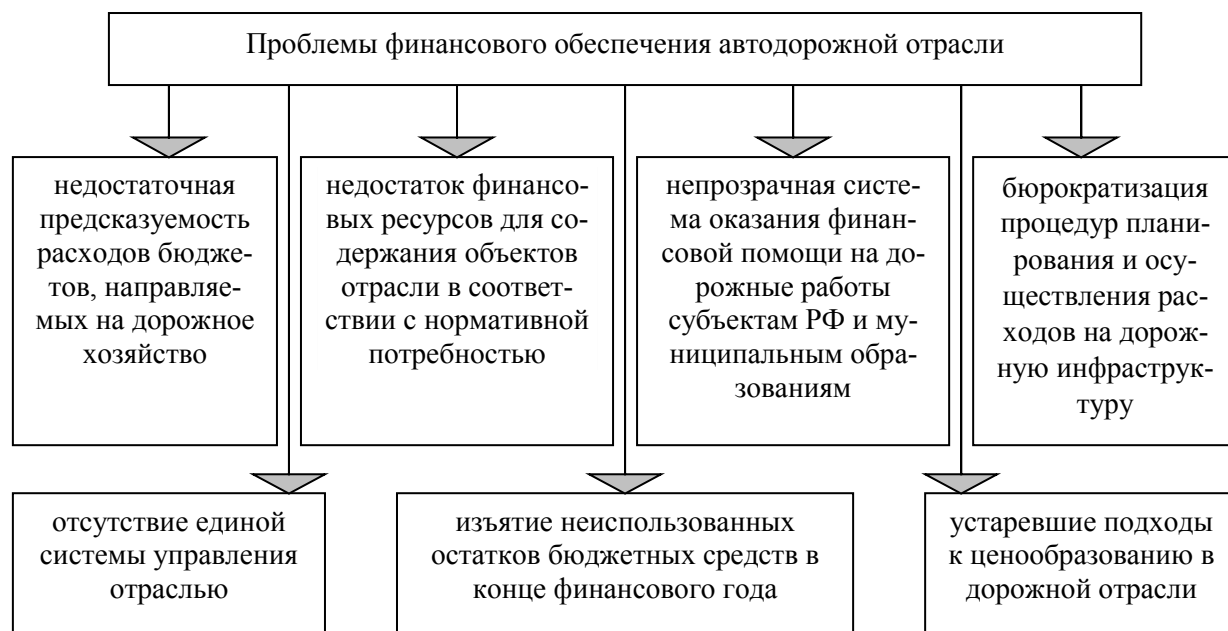 Проблемы финансового обеспечения автодорожной отрасли
недостаточная
предсказуемость
расходов бюдже-
тов, направляе-
мых на дорожное
хозяйство
недостаток финансо-
вых ресурсов для со-
держания объектов
отрасли в соответ-
ствии с нормативной
потребностью
непрозрачная систе-
ма оказания финан-
совой помощи на до-
рожные работы
субъектам РФ и му-
ниципальным обра-
зованиям
бюрократизация
процедур плани-
рования и осу-
ществления рас-
ходов на дорож-
ную инфраструк-
туру
отсутствие единой
системы управления
отраслью
изъятие неиспользованных
остатков бюджетных средств в
конце финансового года
устаревшие подходы
к ценообразованию в
дорожной отрасли